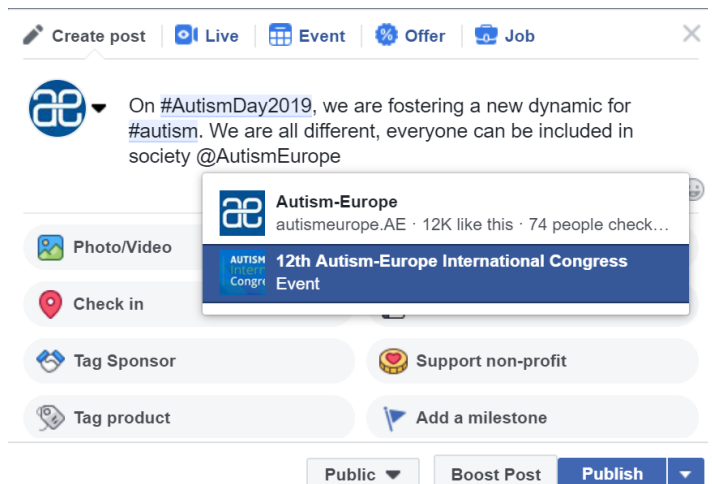 Create post Live Event Offer Job
On #AutismDay2019, we are fostering a new dynamic for
#autism. We are all different, everyone can be included in
society @AutismEurope
Autism-Europe
autismeurope.AE · 12K like this · 74 people check…
12th Autism-Europe International Congress
Event
AUTISM
Intern
Congre
Photo/Video
Check in
Tag Sponsor Support non-profit
Tag product Add a milestone
Public Boost Post Publish